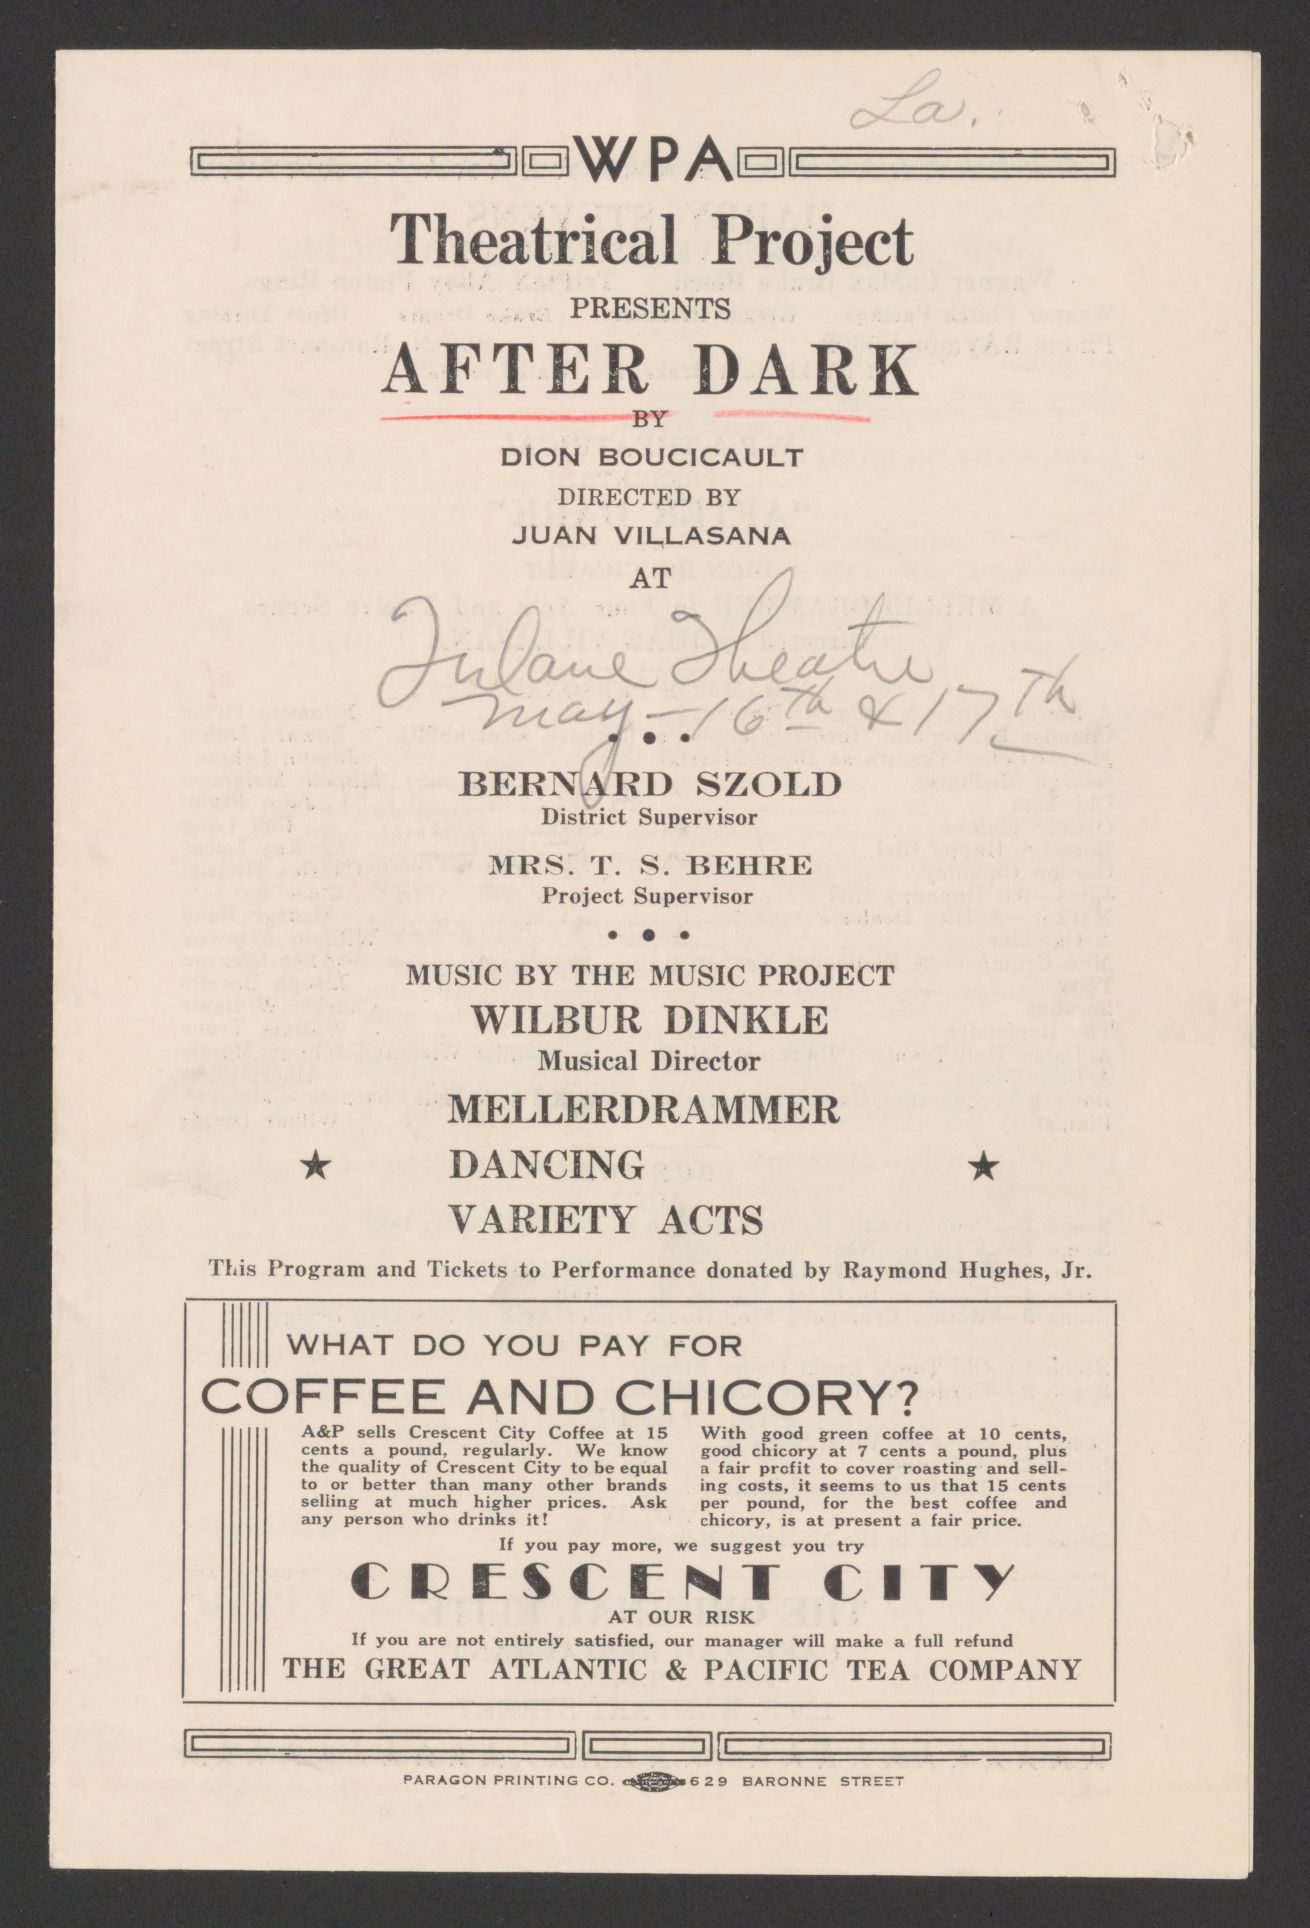 La.
WPA
Theatrical Project
PRESENTS
AFTER DARK
BY
DION BOUCICAULT
DIRECTED BY
JUAN VILLASANA
AT
Tulane Theatre
May - 16th & 17th
BERNARD SZOLD
District Supervisor
MRS. T. S. BEHRE
Project Supervisor
MUSIC BY THE MUSIC PROJECT
WILBUR DINKLE
Musical Director
MELLERDRAMMER
★ DANCING ★
VARIETY ACTS
This Program and Tickets to Performance donated by Raymond Hughes, Jr.
WHAT DO YOU PAY FOR
COFFEE AND CHICORY?
A&P sells Crescent City Coffee at 15
cents a pound, regularly. We know
the quality of Crescent City to be equal
to or better than many other brands
selling at much higher prices. Ask
any person who drinks it!
With good green coffee at 10 cents,
good chicory at 7 cents a pound, plus
a fair profit to cover roasting and sell-
ing costs, it seems to us that 15 cents
per pound, for the best coffee and
chicory, is at present a fair price.
If you pay more, we suggest you try
CRESCENT CITY
AT OUR RISK
If you are not entirely satisfied, our manager will make a full refund
THE GREAT ATLANTIC & PACIFIC TEA COMPANY
PARAGON PRINTING CO. 629 BARONNE STREET